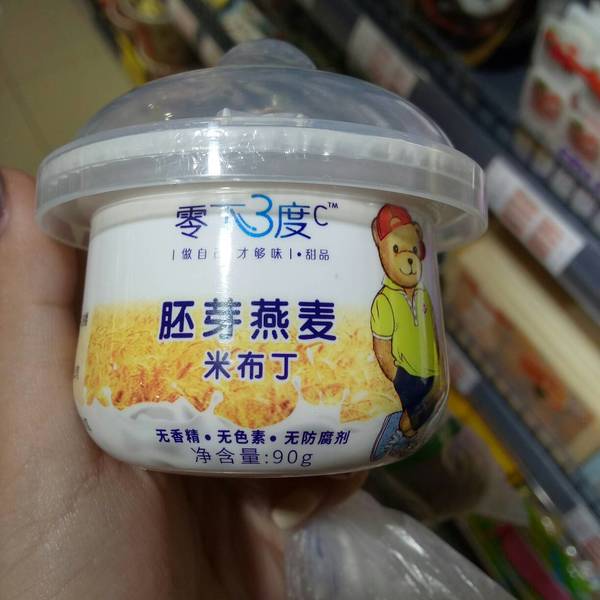 零下3度C™
做自己 才够味 • 甜品
胚芽燕麦
米布丁
无香精•无色素•无防腐剂
净含量:90g